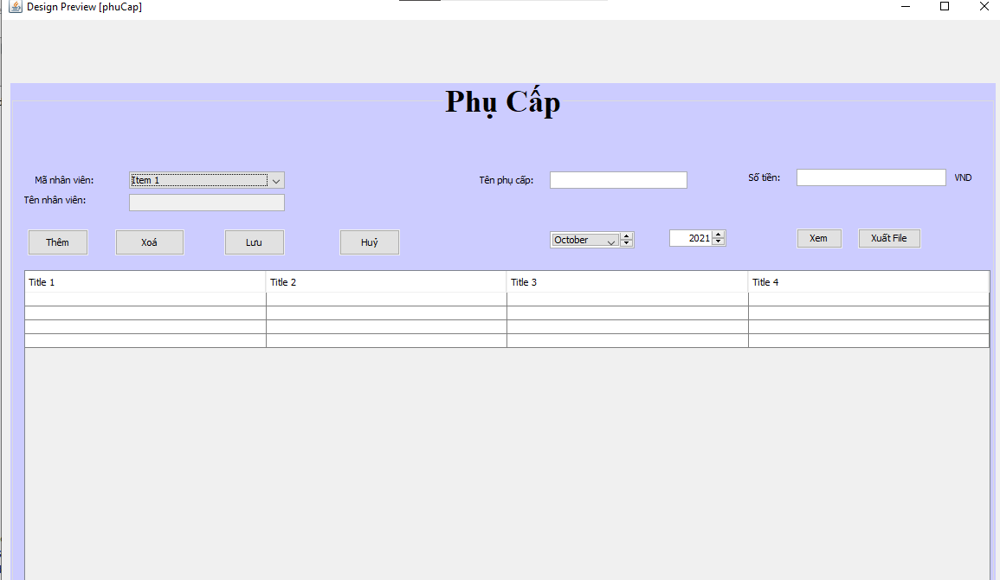 Design Preview [phuCap]
Phụ Cấp
Mã nhân viên: Item 1 Tên phụ cấp: Số tiền: VND
Tên nhân viên:
Thêm Xoá Lưu Huỷ October 2021 Xem Xuất File
Title 1 Title 2 Title 3 Title 4